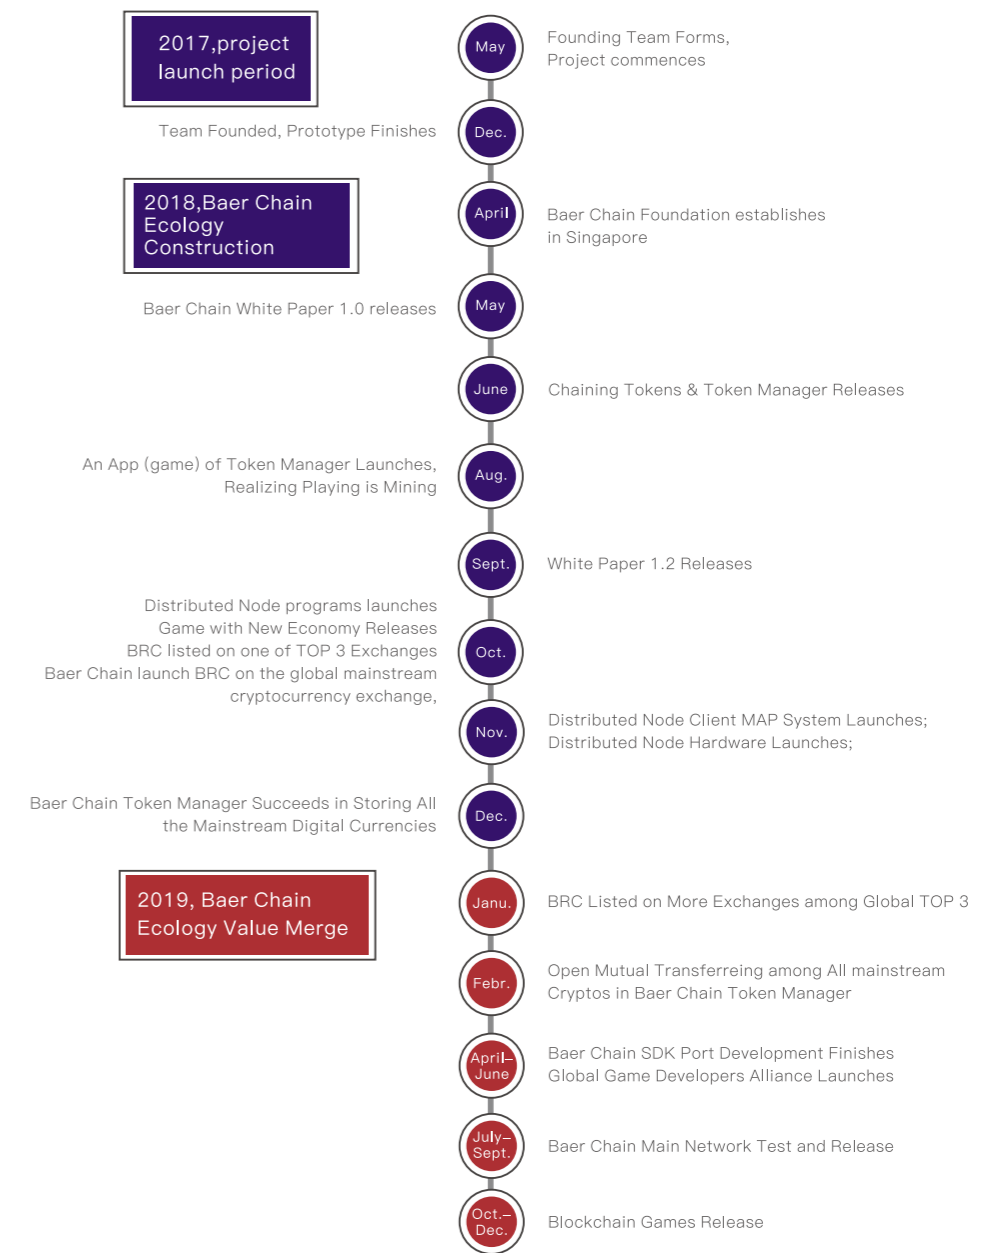 2017,project
launch period
May
Founding Team Forms,
Project commences
Team Founded, Prototype Finishes
Dec.
2018,Baer Chain
Ecology
Construction
April
Baer Chain Foundation establishes
in Singapore
Baer Chain White Paper 1.0 releases
May
June
Chaining Tokens & Token Manager Releases
An App (game) of Token Manager Launches,
Realizing Playing is Mining
Aug.
Sept.
White Paper 1.2 Releases
Distributed Node programs launches
Game with New Economy Releases
BRC listed on one of TOP 3 Exchanges
Baer Chain launch BRC on the global mainstream
cryptocurrency exchange,
Oct.
Nov.
Distributed Node Client MAP System Launches;
Distributed Node Hardware Launches;
Baer Chain Token Manager Succeeds in Storing All
the Mainstream Digital Currencies
Dec.
2019, Baer Chain
Ecology Value Merge
Janu.
BRC Listed on More Exchanges among Global TOP 3
Febr.
Open Mutual Transferreing among All mainstream
Cryptos in Baer Chain Token Manager
April–
June
Baer Chain SDK Port Development Finishes
Global Game Developers Alliance Launches
July–
Sept.
Baer Chain Main Network Test and Release
Oct.–
Dec.
Blockchain Games Release